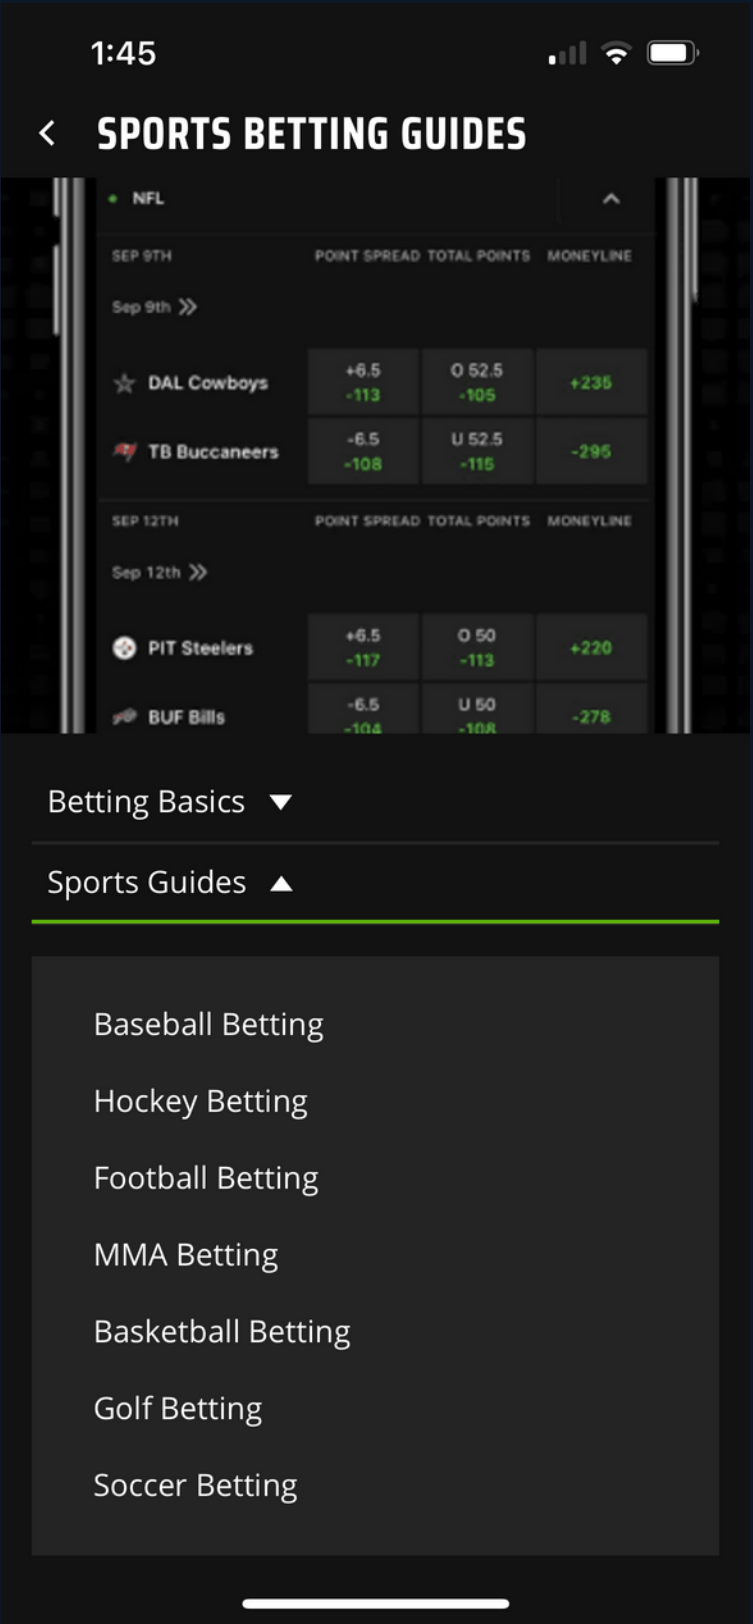 1:45
SPORTS BETTING GUIDES
NFL
SEP 9TH POINT SPREAD TOTAL POINTS MONEYLINE
Sep 9th
+6.5 O 52.5
DAL Cowboys +235
-113 -105
-6.5 U 52.5
TB Buccaneers -295
-108 -115
SEP 12TH POINT SPREAD TOTAL POINTS MONEYLINE
Sep 12th
+6.5 O 50
PIT Steelers +220
-117 -113
-6.5 U 50
BUF Bills -278
-104 -108
Betting Basics
Sports Guides
Baseball Betting
Hockey Betting
Football Betting
MMA Betting
Basketball Betting
Golf Betting
Soccer Betting